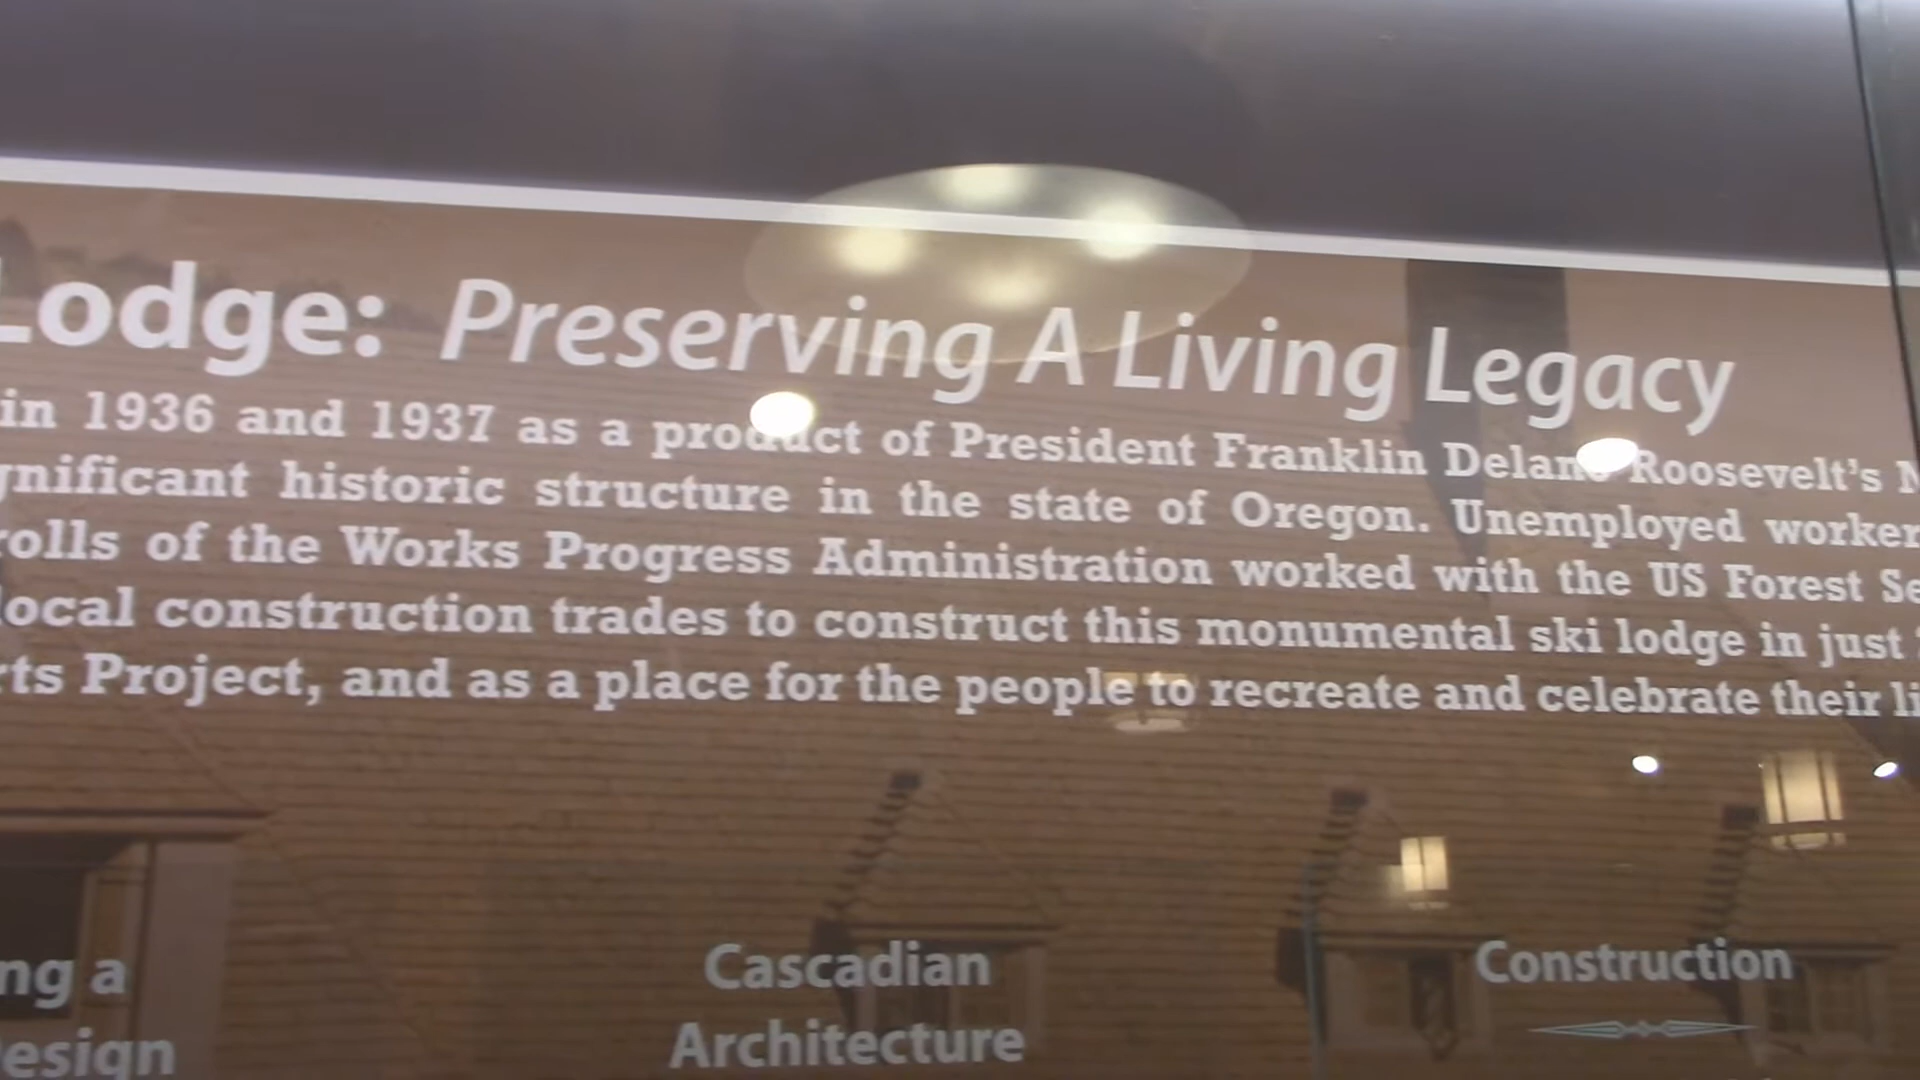 Lodge: Preserving A Living Legacy
in 1936 and 1937 as a product of President Franklin Delano Roosevelt's
gnificant historic structure in the state of Oregon. Unemployed worker
rolls of the Works Progress Administration worked with the US Forest Se
local construction trades to construct this monumental ski lodge in just
rts Project, and as a place for the people to recreate and celebrate their li
ng a
esign
Cascadian
Architecture
Construction